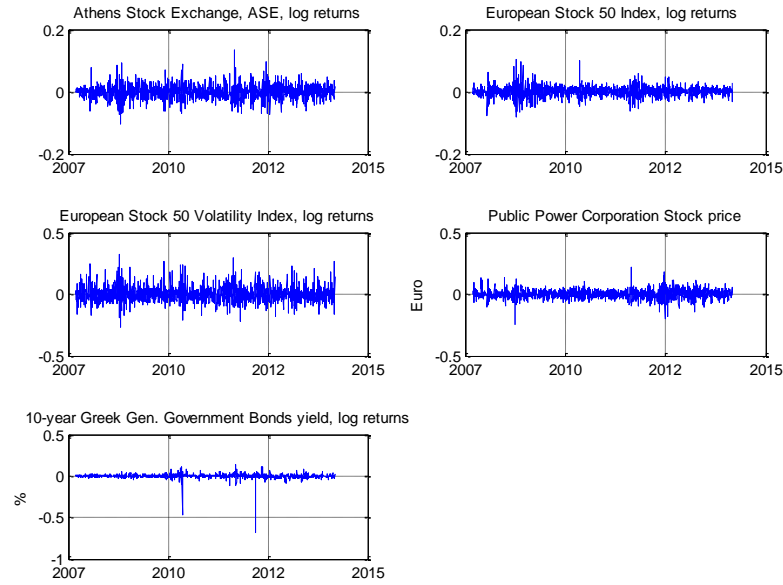 Athens Stock Exchange, ASE, log returns
0.2
0
-0.2
2007 2010 2012 2015
European Stock 50 Index, log returns
0.2
0
-0.2
2007 2010 2012 2015
European Stock 50 Volatility Index, log returns
0.5
0
-0.5
2007 2010 2012 2015
Public Power Corporation Stock price
Euro
0.5
0
-0.5
2007 2010 2012 2015
10-year Greek Gen. Government Bonds yield, log returns
%
0.5
0
-0.5
-1
2007 2010 2012 2015